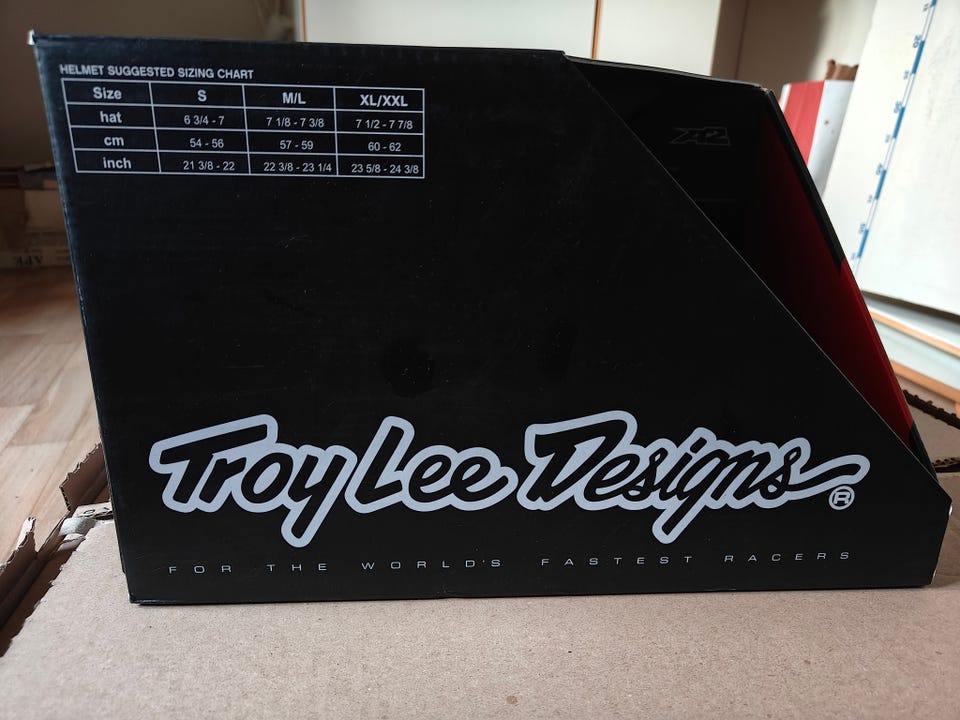 HELMET SUGGESTED SIZING CHART
Size S M/L XL/XXL
hat 6 3/4 - 7 7 1/8 - 7 3/8 7 1/2 - 7 7/8
cm 54 - 56 57 - 59 60 - 62
inch 21 3/8 - 22 22 3/8 - 23 1/4 23 5/8 - 24 3/8
A2
Troy Lee Designs ®
FOR THE WORLD'S FASTEST RACERS